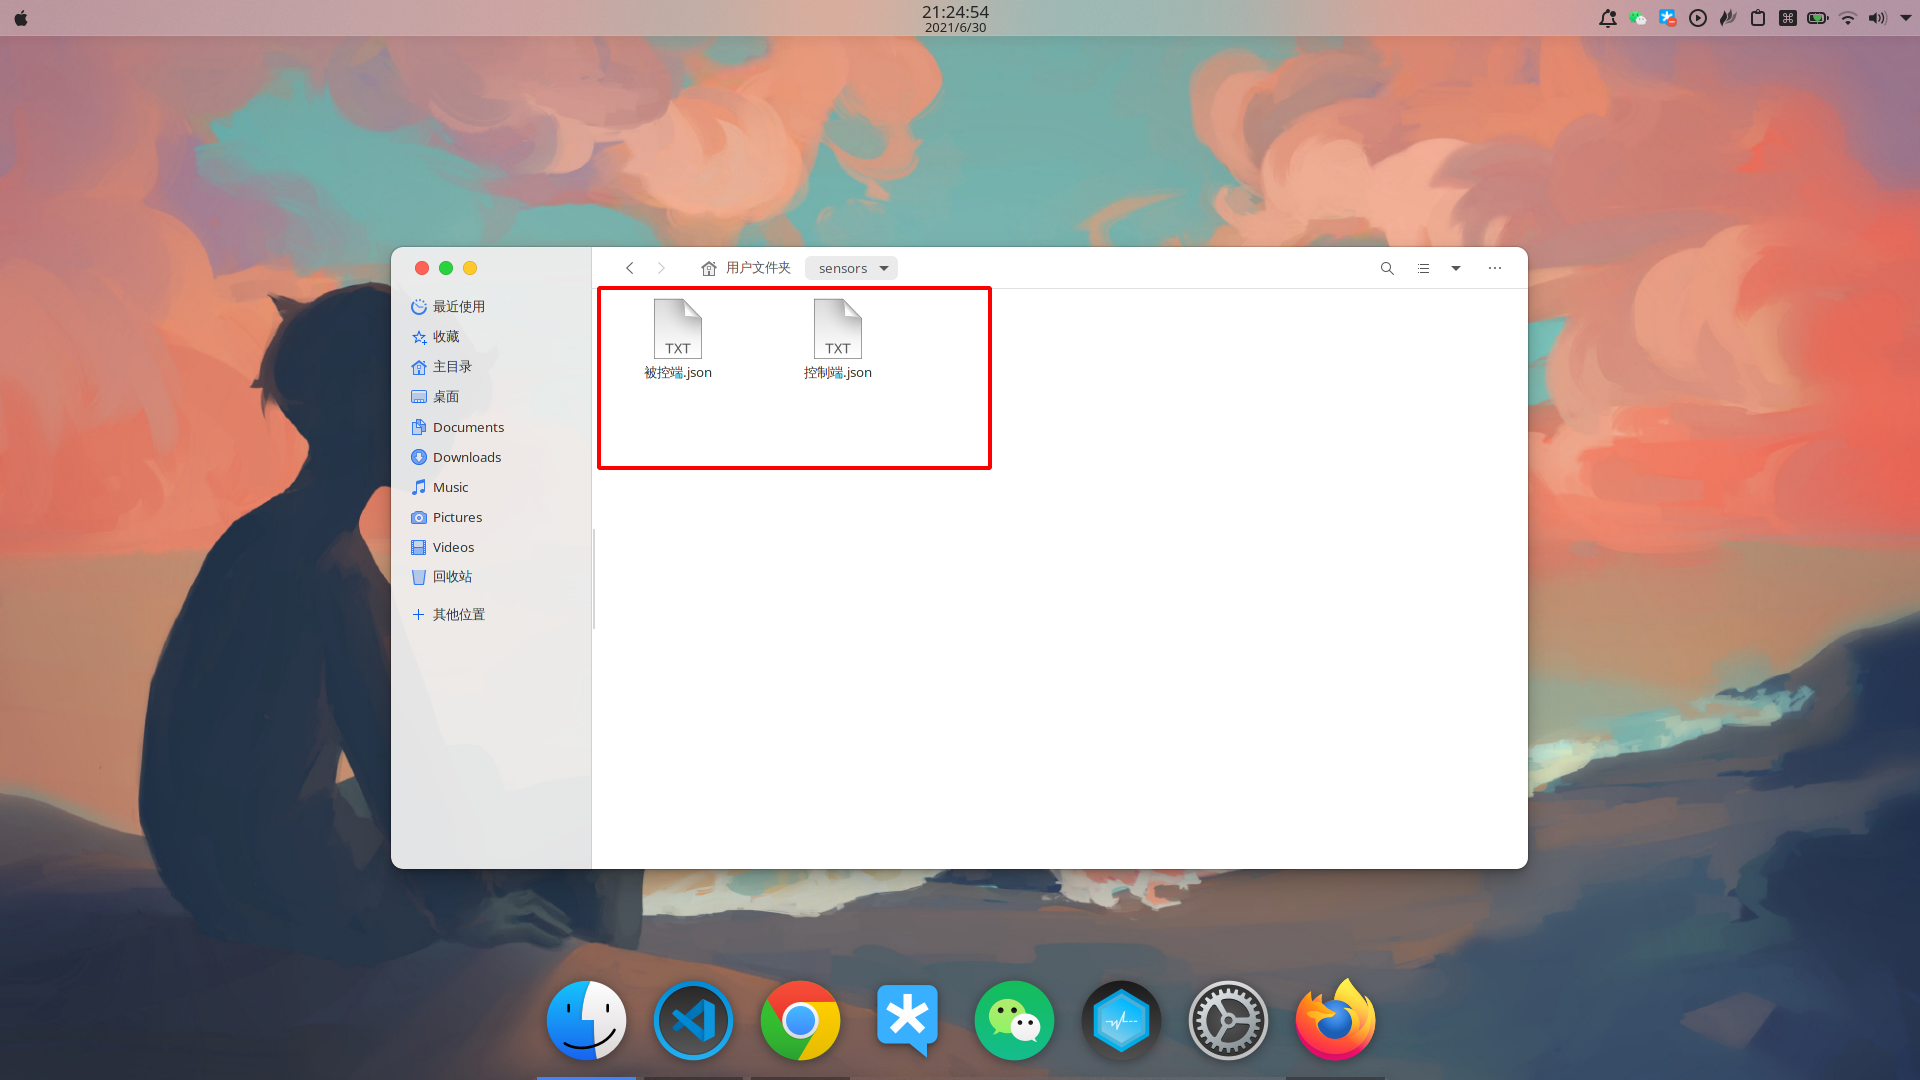 21:24:54
2021/6/30
用户文件夹
sensors
最近使用
收藏
主目录
桌面
Documents
Downloads
Music
Pictures
Videos
回收站
其他位置
TXT
被控端.json
TXT
控制端.json